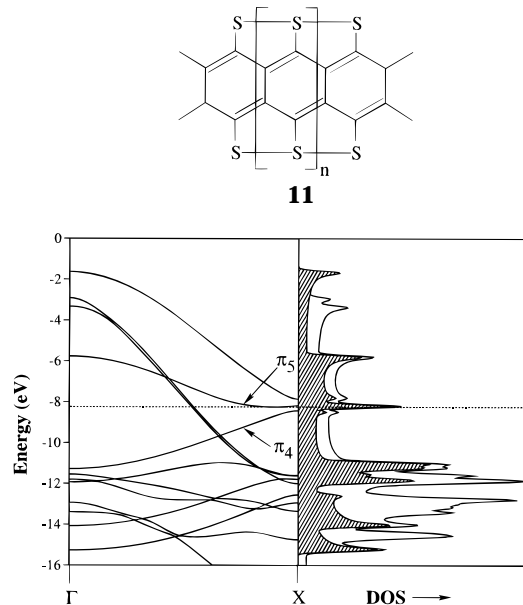 S S S
S S S
n
11
0
-2
-4
-6
-8
-10
-12
-14
-16
Energy (eV)
π5
π4
Γ X DOS